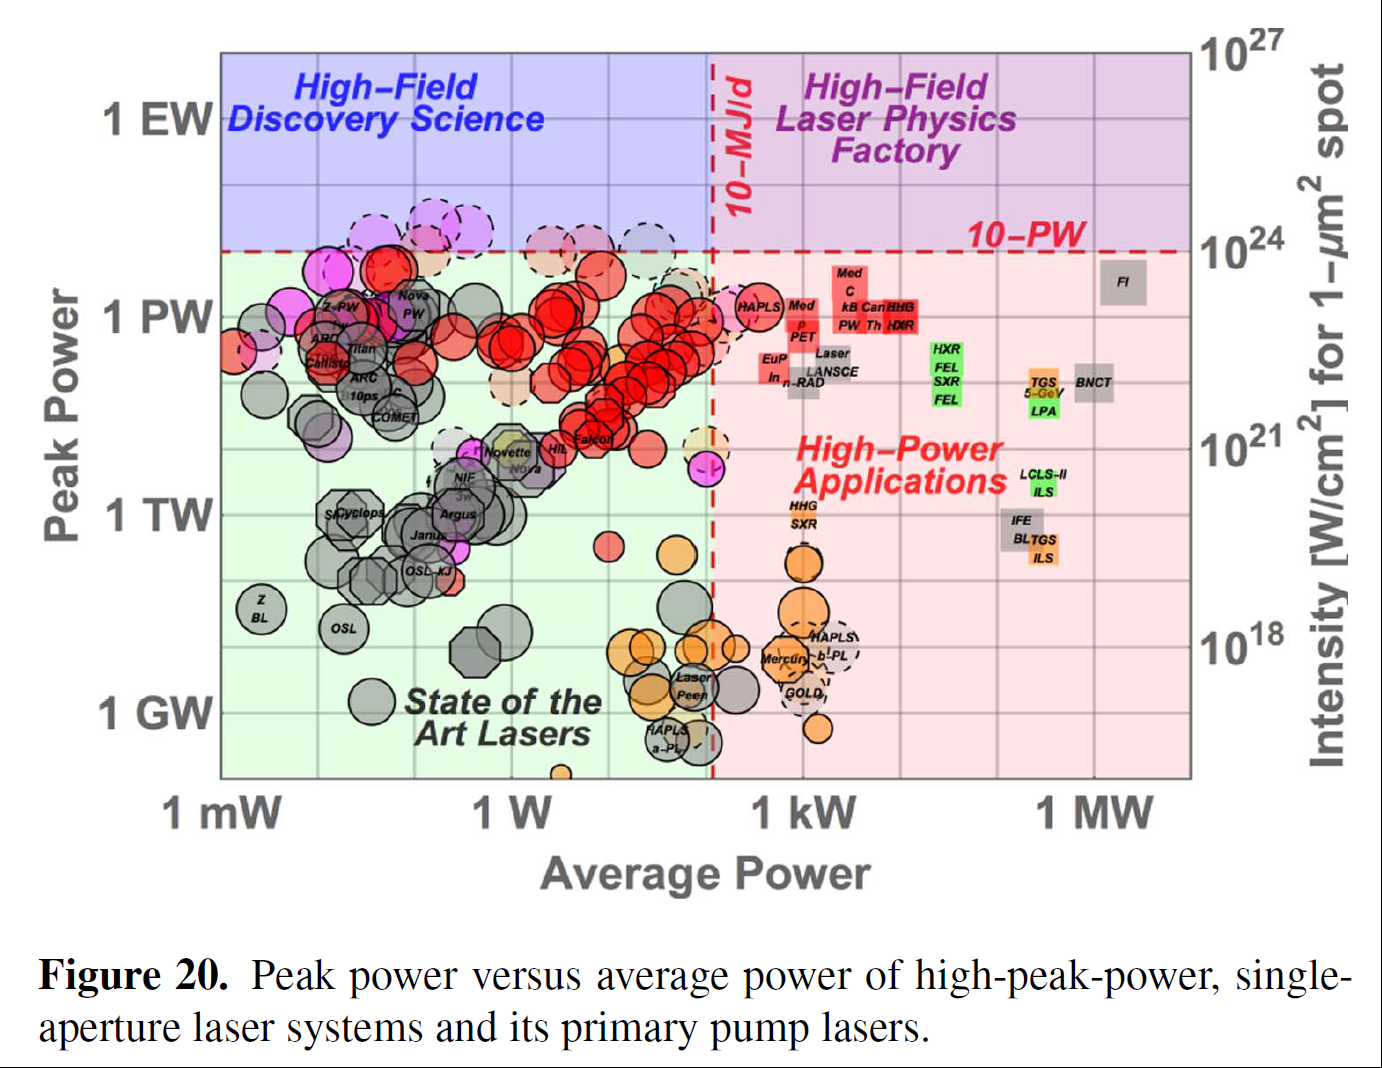 High–Field
Discovery Science
High–Field
Laser Physics
Factory
10–MJ/d
10–PW
State of the
Art Lasers
High–Power
Applications
1 EW
1 PW
1 TW
1 GW
Peak Power
10^27
10^24
10^21
10^18
Intensity [W/cm²] for 1–μm² spot
1 mW
1 W
1 kW
1 MW
Average Power
Z–PW
Nova
PW
ARC
Titan
Callisto
ARC
10ps
COMET
Novette
Nova
HIL
Falcon
NIF
3w
Cyclops
Argus
Janus
OSL–kJ
Z
BL
OSL
HAPLS
Laser
Peen
HAPLS
a–PL
Mercury
HAPLS
b–PL
GOLD
Med
P
PET
EuP
In
n–RAD
Laser
LANSCE
Med
C
kB
PW
Can
Th
HHG
HXR
HXR
FEL
SXR
FEL
FI
BNCT
TGS
5–GeV
LPA
LCLS–II
ILS
IFE
BL
TGS
ILS
HHG
SXR
Figure 20. Peak power versus average power of high-peak-power, single-
aperture laser systems and its primary pump lasers.